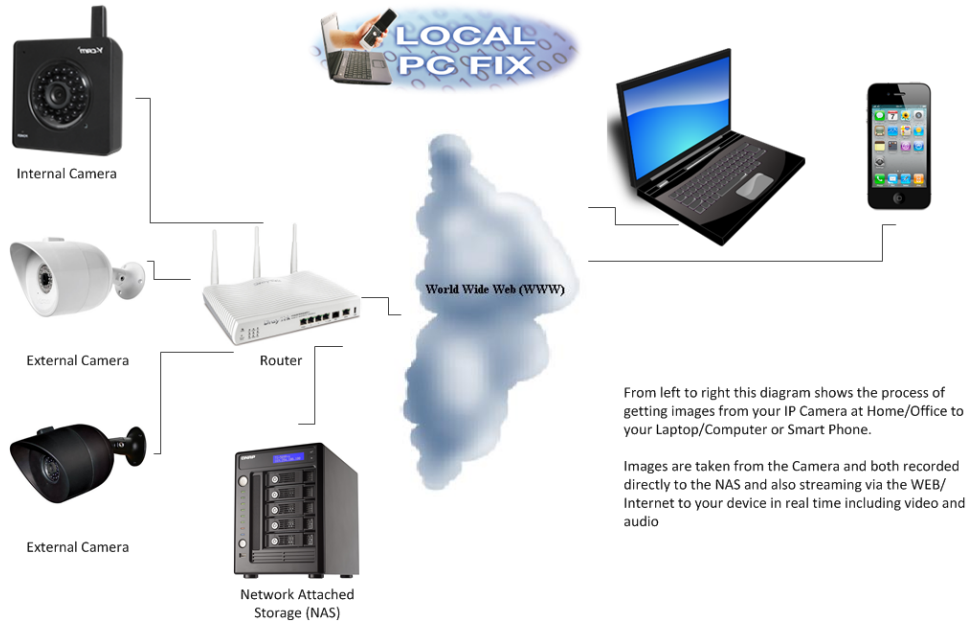 LOCAL
PC FIX
Internal Camera
External Camera
Router
World Wide Web (WWW)
External Camera
Network Attached
Storage (NAS)
From left to right this diagram shows the process of
getting images from your IP Camera at Home/Office to
your Laptop/Computer or Smart Phone.
Images are taken from the Camera and both recorded
directly to the NAS and also streaming via the WEB/
Internet to your device in real time including video and
audio